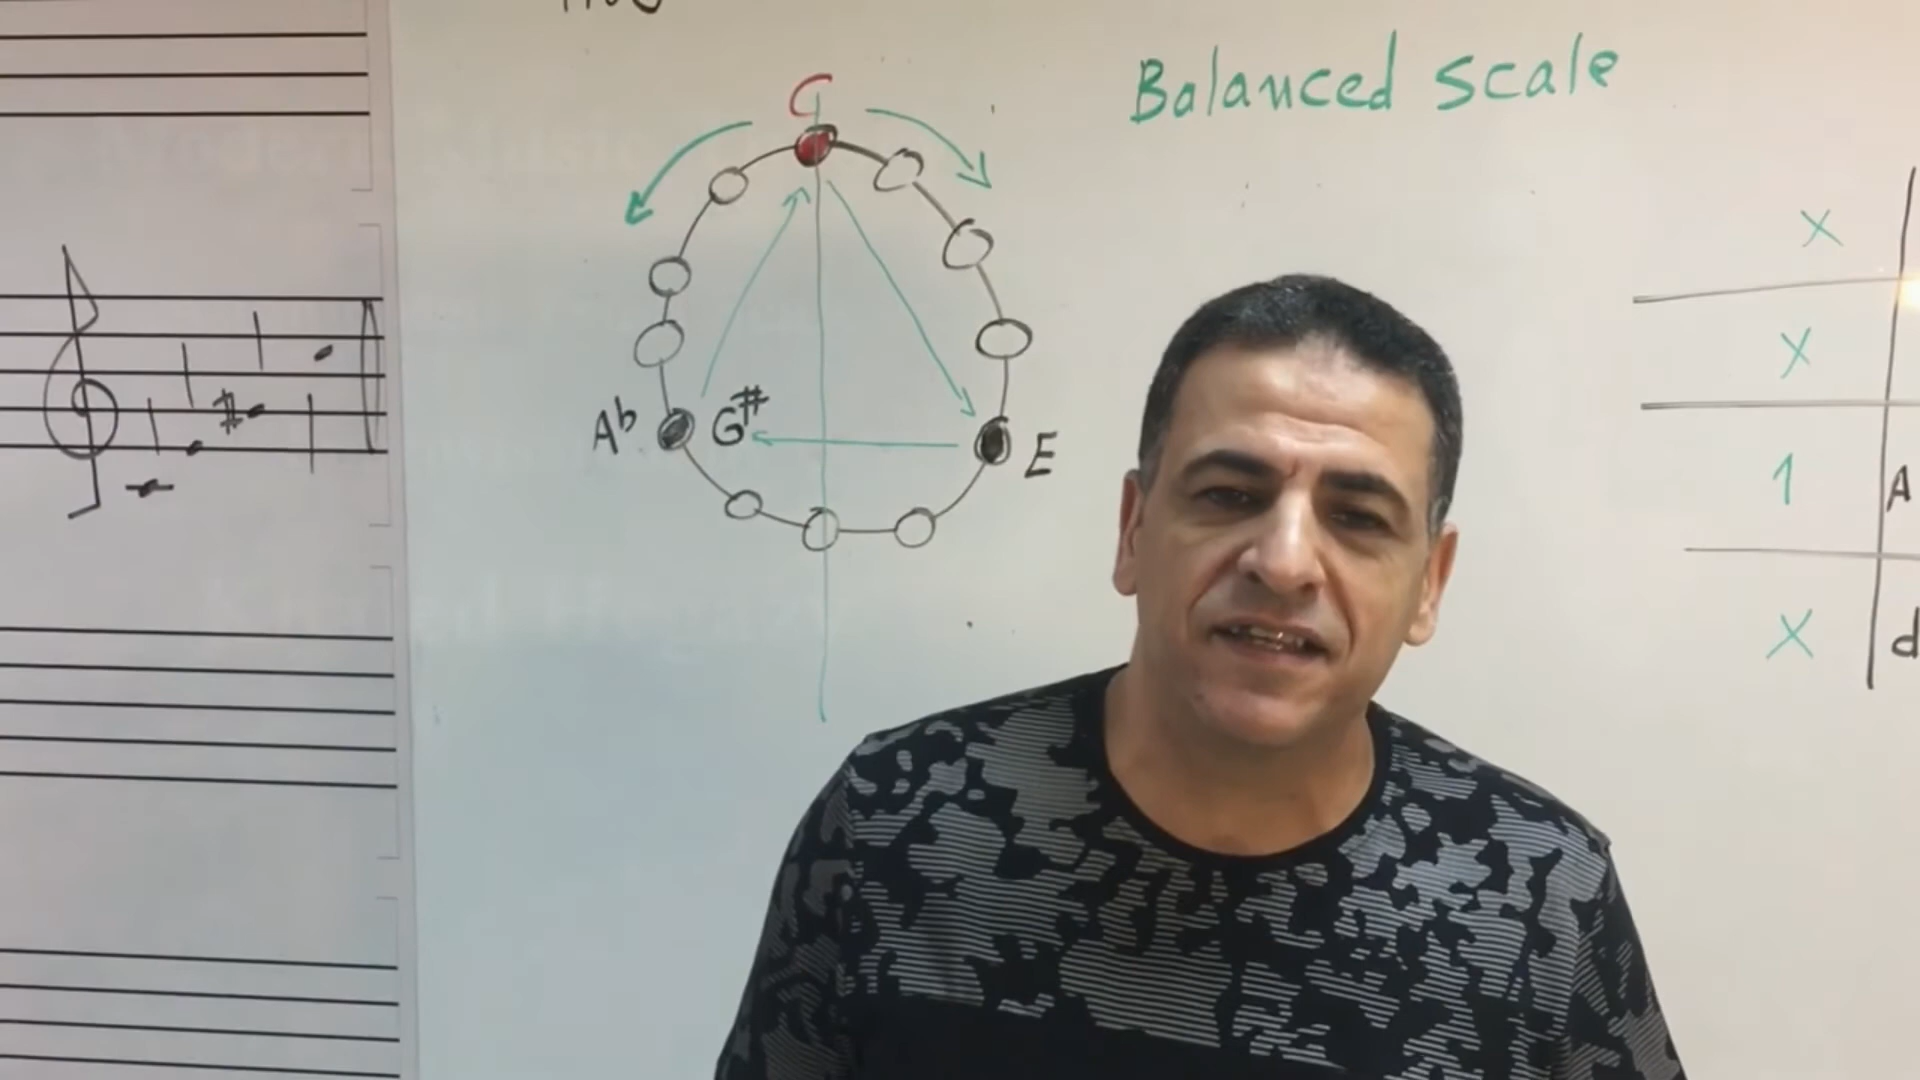 Balanced scale
C
X
X
A♭ G# E
#
1 A
X d